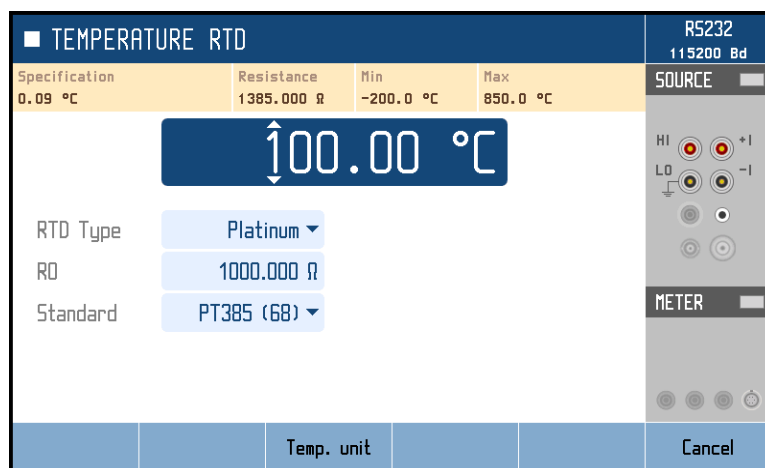 TEMPERATURE RTD
RS232
115200 Bd
Specification Resistance Min Max
0.09 °C 1385.000 Ω -200.0 °C 850.0 °C
SOURCE
100.00 °C
HI +I
LO -I
RTD Type Platinum
R0 1000.000 Ω
Standard PT385 (68)
METER
Temp. unit Cancel